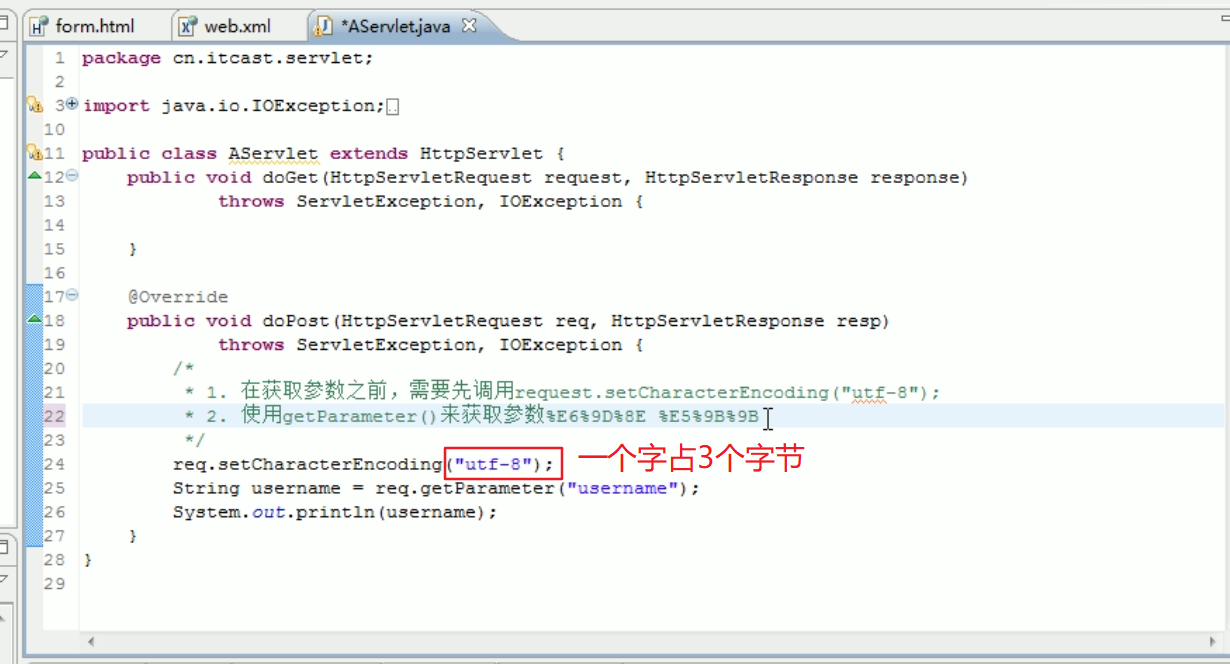 form.html web.xml *AServlet.java
1 package cn.itcast.servlet;
2
3 import java.io.IOException;
10
11 public class AServlet extends HttpServlet {
12 public void doGet(HttpServletRequest request, HttpServletResponse response)
13 throws ServletException, IOException {
14
15 }
16
17 @Override
18 public void doPost(HttpServletRequest req, HttpServletResponse resp)
19 throws ServletException, IOException {
20 /*
21 * 1. 在获取参数之前，需要先调用request.setCharacterEncoding("utf-8");
22 * 2. 使用getParameter()来获取参数%E6%9D%8E %E5%9B%9B
23 */
24 req.setCharacterEncoding("utf-8"); 一个字占3个字节
25 String username = req.getParameter("username");
26 System.out.println(username);
27 }
28 }
29